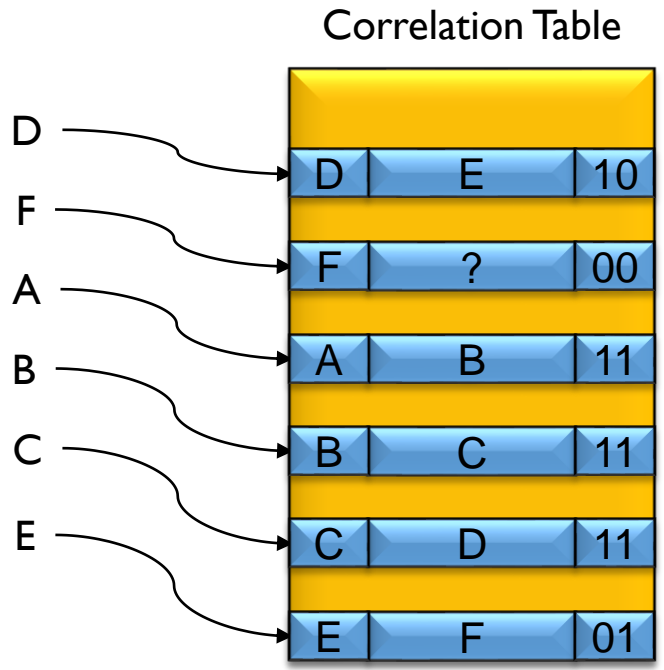 Correlation Table
D
D E 10
F
F ? 00
A
A B 11
B
B C 11
C
C D 11
E
E F 01